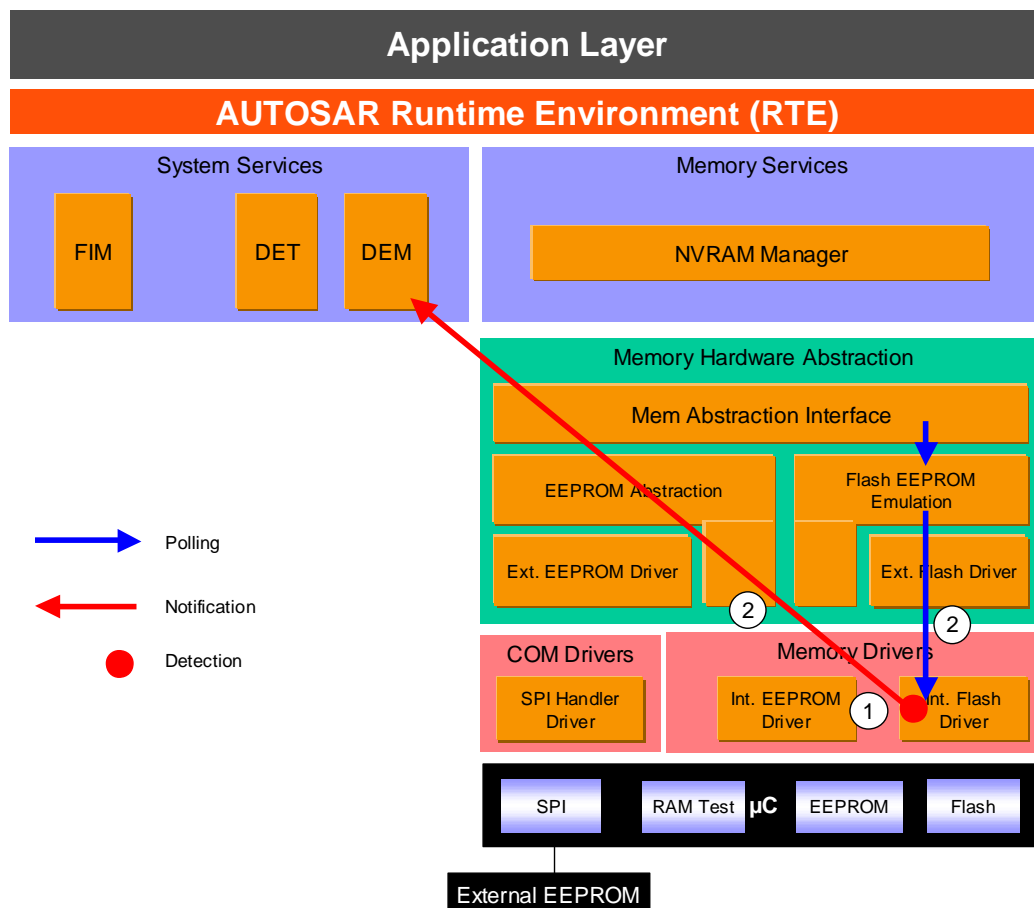 Application Layer
AUTOSAR Runtime Environment (RTE)
System Services
Memory Services
FIM
DET
DEM
NVRAM Manager
Memory Hardware Abstraction
Mem Abstraction Interface
EEPROM Abstraction
Flash EEPROM
Emulation
Polling
Ext. EEPROM Driver
Ext. Flash Driver
Notification
2
2
Detection
COM Drivers
Memory Drivers
SPI Handler
Driver
Int. EEPROM
Driver
1
Int. Flash
Driver
SPI
RAM Test
µC
EEPROM
Flash
External EEPROM